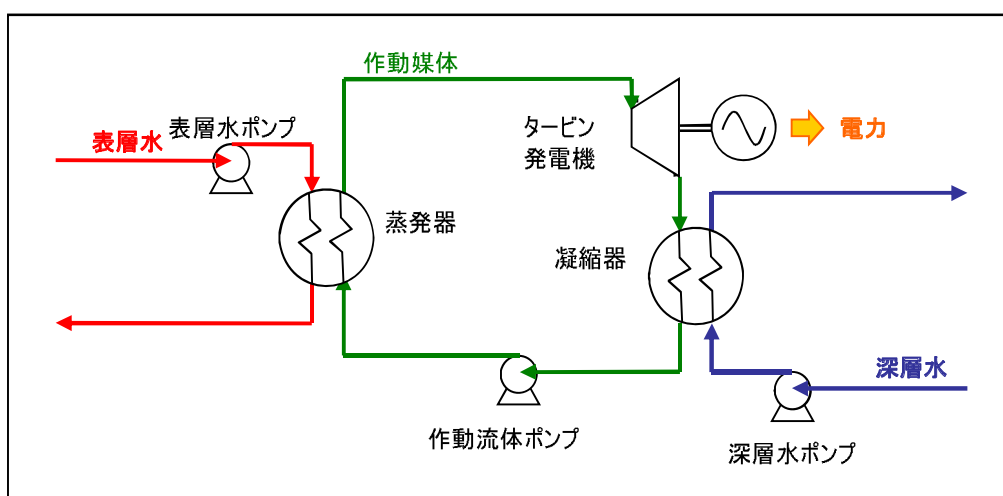 作動媒体
表層水ポンプ
表層水
タービン
発電機
電力
蒸発器
凝縮器
深層水
作動流体ポンプ
深層水ポンプ